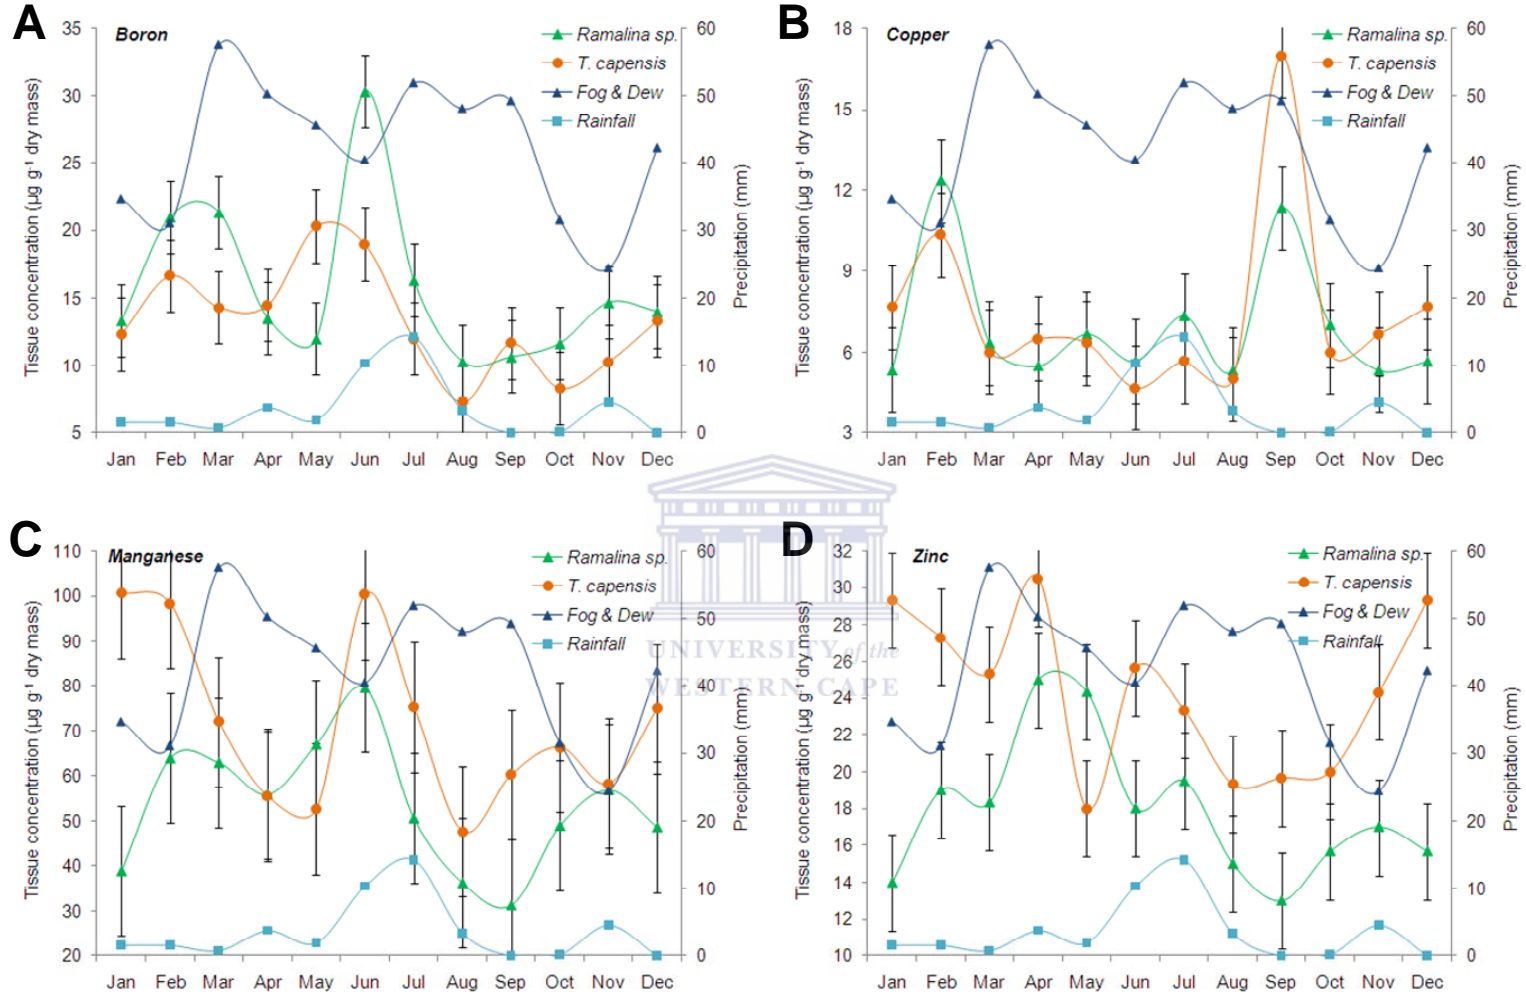 A
Boron
Ramalina sp.
T. capensis
Fog & Dew
Rainfall
Tissue concentration (µg g⁻¹ dry mass)
Precipitation (mm)
35
30
25
20
15
10
5
60
50
40
30
20
10
0
Jan Feb Mar Apr May Jun Jul Aug Sep Oct Nov Dec
B
Copper
Ramalina sp.
T. capensis
Fog & Dew
Rainfall
Tissue concentration (µg g⁻¹ dry mass)
Precipitation (mm)
18
15
12
9
6
3
60
50
40
30
20
10
0
Jan Feb Mar Apr May Jun Jul Aug Sep Oct Nov Dec
UNIVERSITY of the
WESTERN CAPE
C
Manganese
Ramalina sp.
T. capensis
Fog & Dew
Rainfall
Tissue concentration (µg g⁻¹ dry mass)
Precipitation (mm)
110
100
90
80
70
60
50
40
30
20
60
50
40
30
20
10
0
Jan Feb Mar Apr May Jun Jul Aug Sep Oct Nov Dec
D
Zinc
Ramalina sp.
T. capensis
Fog & Dew
Rainfall
Tissue concentration (µg g⁻¹ dry mass)
Precipitation (mm)
32
30
28
26
24
22
20
18
16
14
12
10
60
50
40
30
20
10
0
Jan Feb Mar Apr May Jun Jul Aug Sep Oct Nov Dec